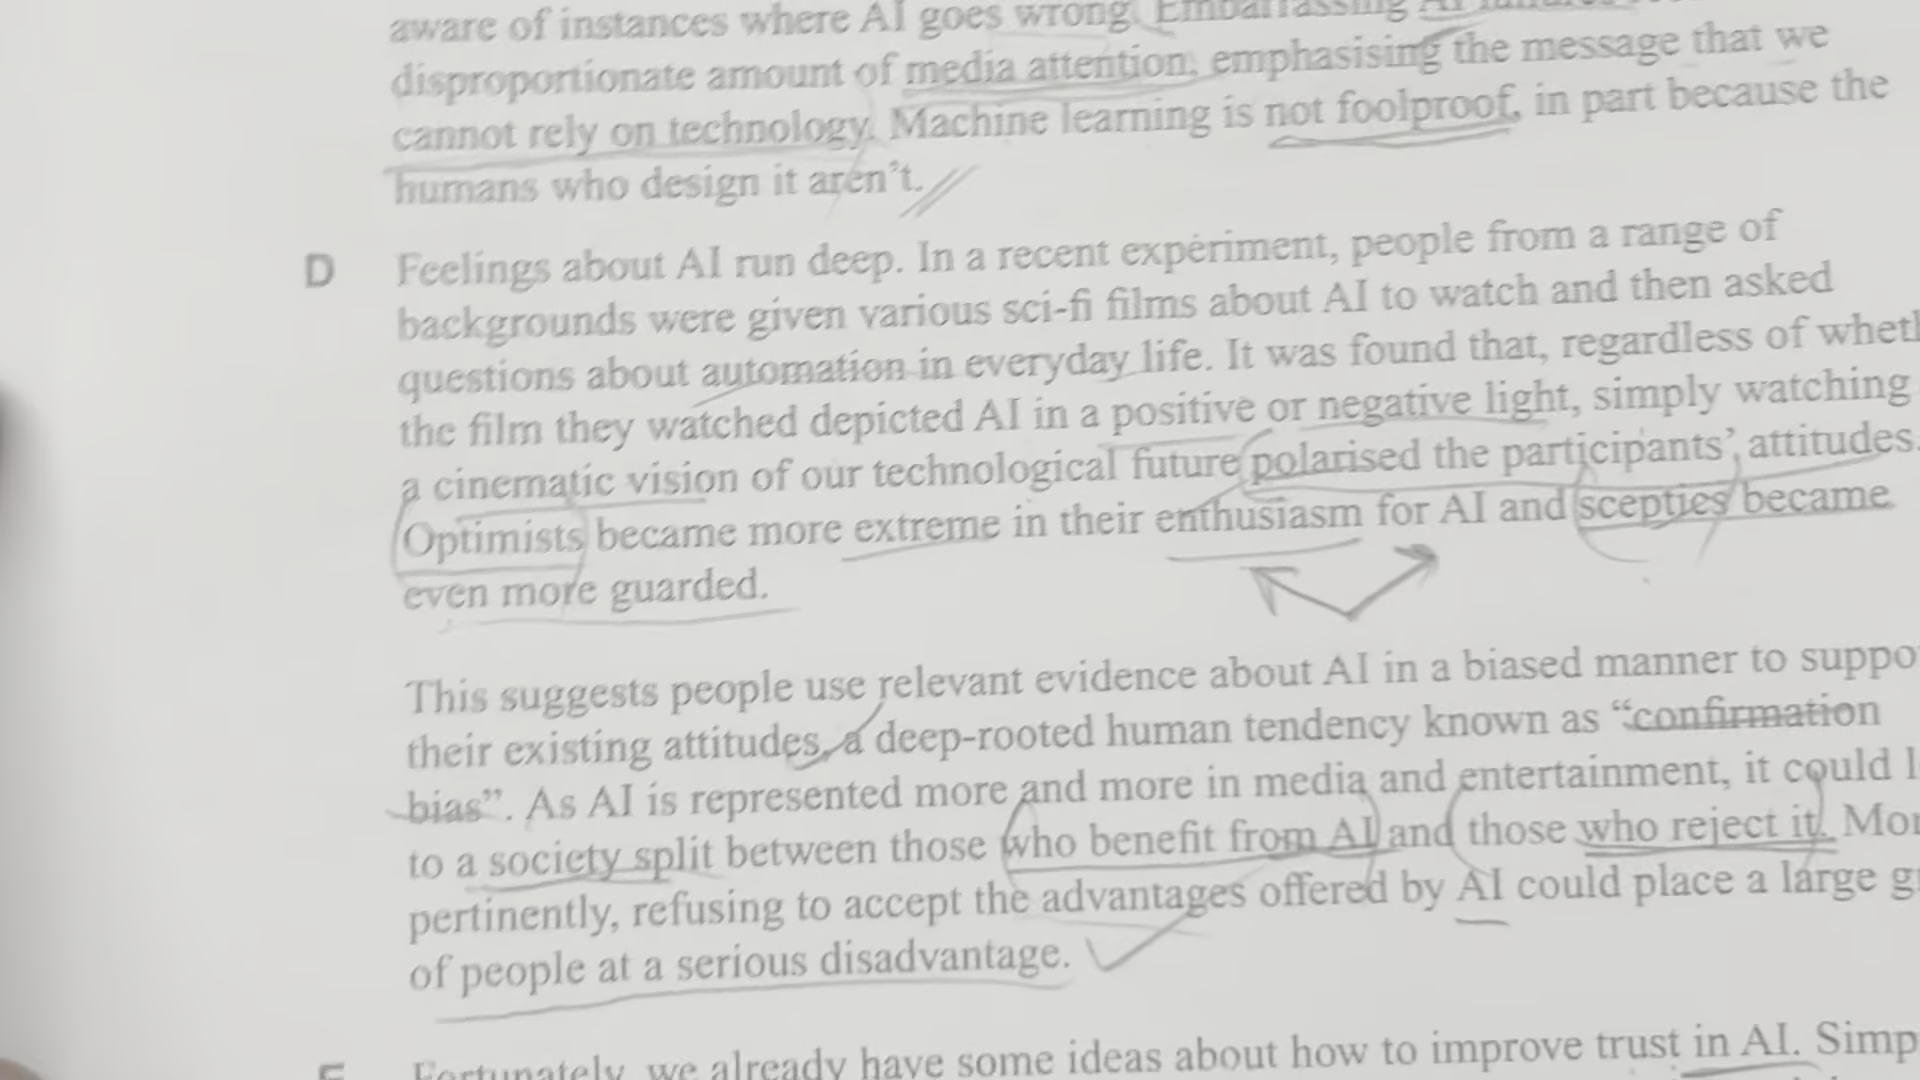 aware of instances where AI goes wrong. Embarrassing AI failures
disproportionate amount of media attention, emphasising the message that we
cannot rely on technology. Machine learning is not foolproof, in part because the
humans who design it aren't.
D Feelings about AI run deep. In a recent experiment, people from a range of
backgrounds were given various sci-fi films about AI to watch and then asked
questions about automation in everyday life. It was found that, regardless of wheth
the film they watched depicted AI in a positive or negative light, simply watching
a cinematic vision of our technological future polarised the participants' attitudes.
Optimists became more extreme in their enthusiasm for AI and sceptics became
even more guarded.
This suggests people use relevant evidence about AI in a biased manner to suppo
their existing attitudes, a deep-rooted human tendency known as “confirmation
bias”. As AI is represented more and more in media and entertainment, it could l
to a society split between those who benefit from AI and those who reject it. Mor
pertinently, refusing to accept the advantages offered by AI could place a large g
of people at a serious disadvantage.
E Fortunately, we already have some ideas about how to improve trust in AI. Simp